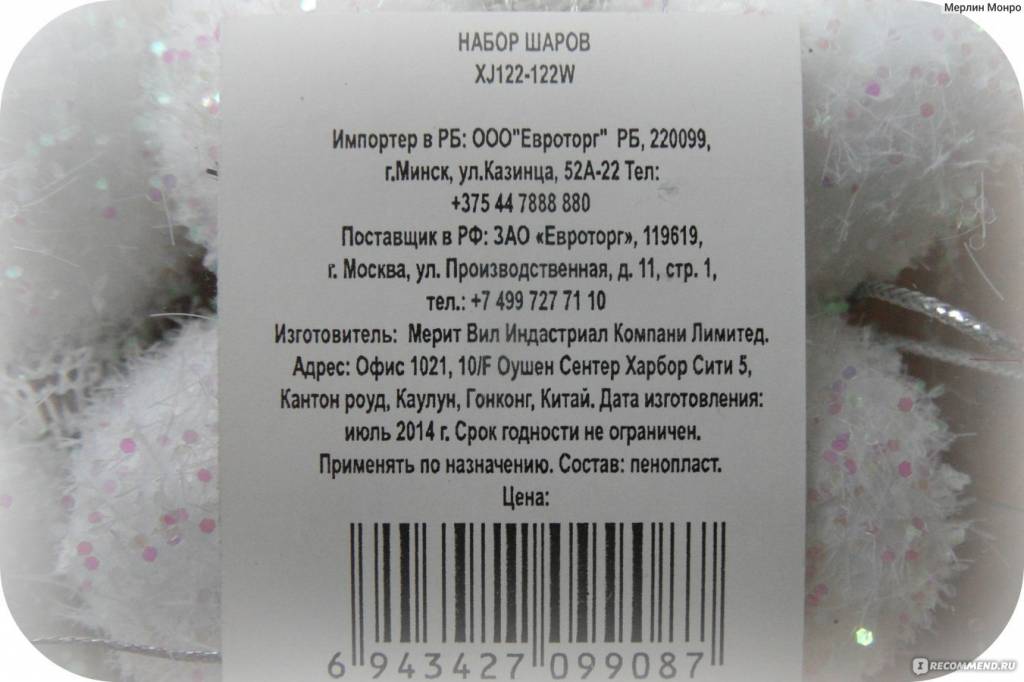 Мерлин Монро
НАБОР ШАРОВ
XJ122-122W
Импортер в РБ: ООО"Евроторг" РБ, 220099,
г.Минск, ул.Казинца, 52А-22 Тел:
+375 44 7888 880
Поставщик в РФ: ЗАО «Евроторг», 119619,
г. Москва, ул. Производственная, д. 11, стр. 1,
тел.: +7 499 727 71 10
Изготовитель: Мерит Вил Индастриал Компани Лимитед.
Адрес: Офис 1021, 10/F Оушен Сентер Харбор Сити 5,
Кантон роуд, Каулун, Гонконг, Китай. Дата изготовления:
июль 2014 г. Срок годности не ограничен.
Применять по назначению. Состав: пенопласт.
Цена:
6 943427 099087
IRECOMMEND.RU